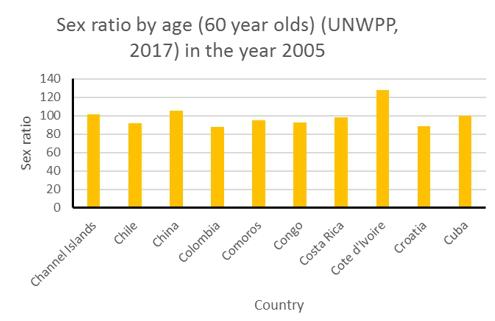 Sex ratio by age (60 year olds) (UNWPP,
2017) in the year 2005
140
120
100
80
60
40
20
0
Sex ratio
Channel Islands
Chile
China
Colombia
Comoros
Congo
Costa Rica
Cote d'Ivoire
Croatia
Cuba
Country